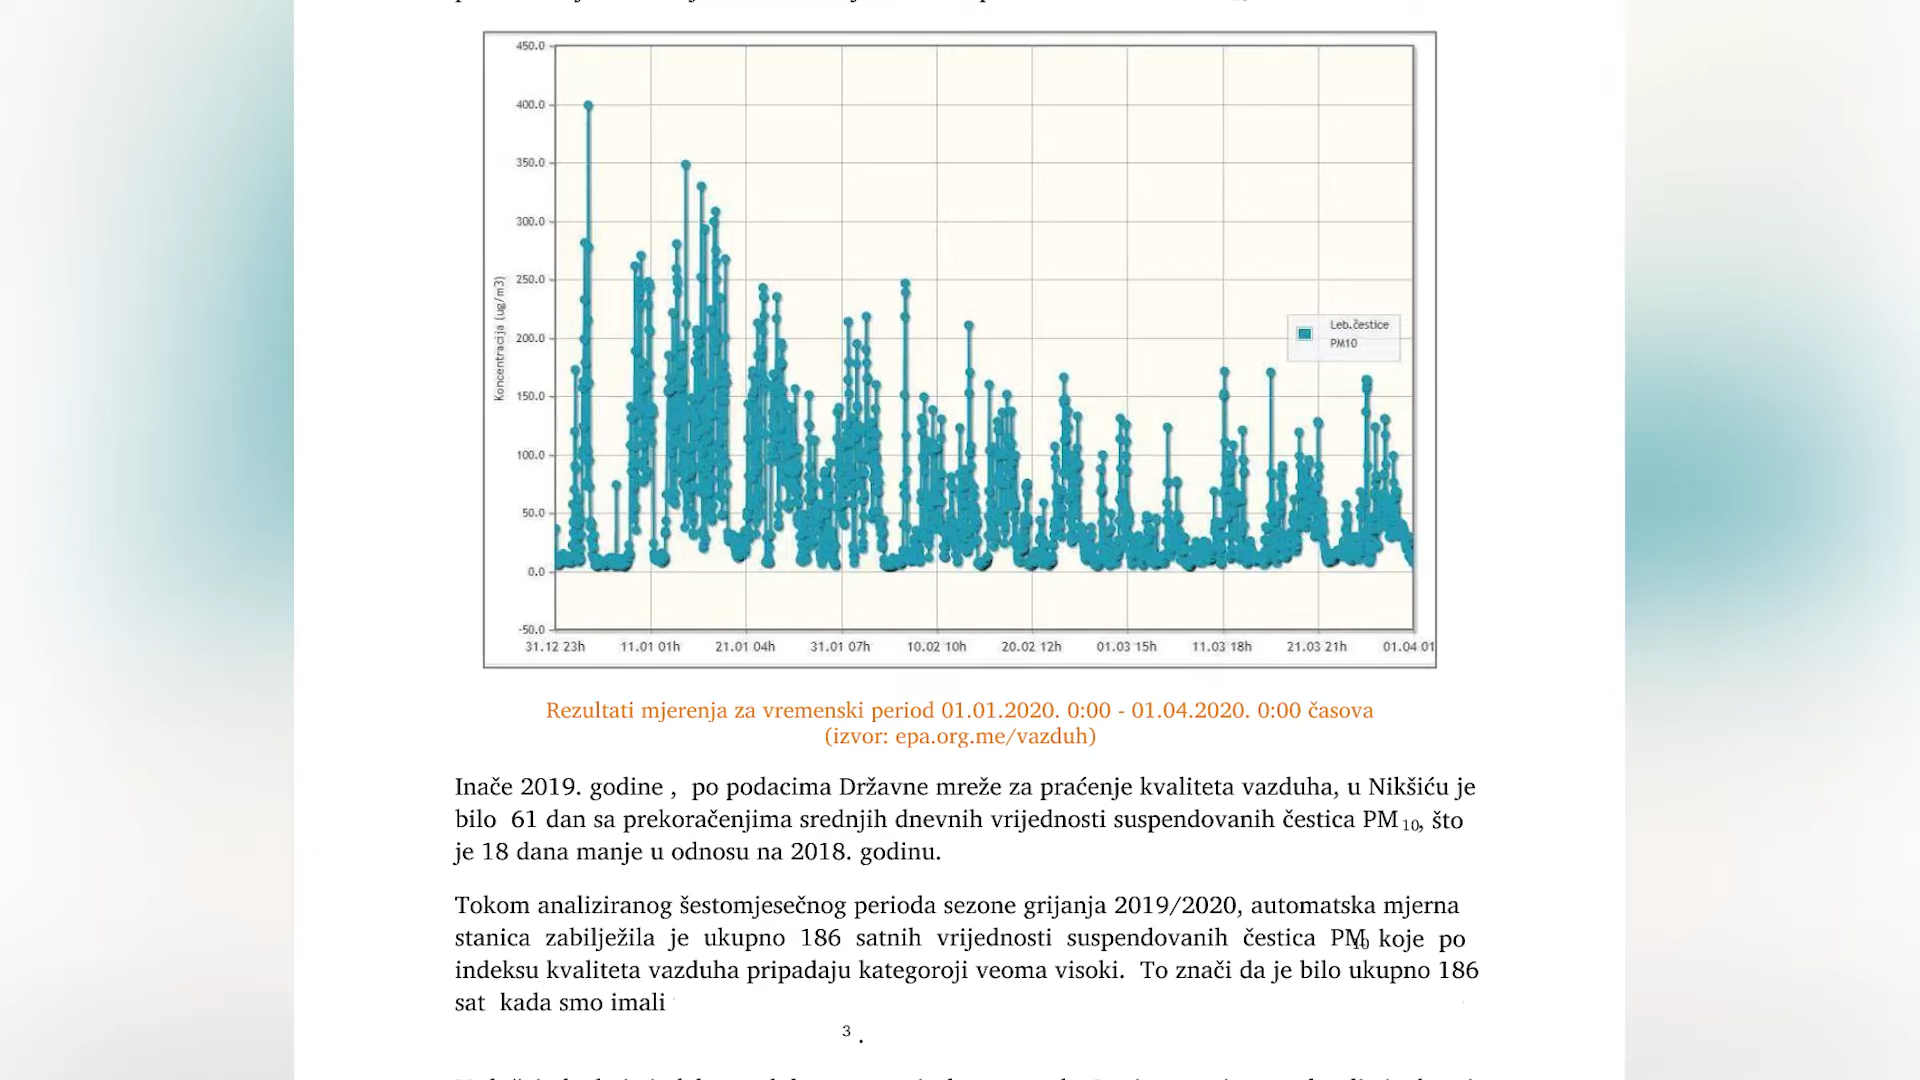 450.0
400.0
350.0
300.0
250.0
200.0
150.0
100.0
50.0
0.0
-50.0
Koncentracija (ug/m3)
Leb.čestice
PM10
31.12 23h 11.01 01h 21.01 04h 31.01 07h 10.02 10h 20.02 12h 01.03 15h 11.03 18h 21.03 21h 01.04 01
Rezultati mjerenja za vremenski period 01.01.2020. 0:00 - 01.04.2020. 0:00 časova
(izvor: epa.org.me/vazduh)
Inače 2019. godine , po podacima Državne mreže za praćenje kvaliteta vazduha, u Nikšiću je
bilo 61 dan sa prekoračenjima srednjih dnevnih vrijednosti suspendovanih čestica PM 10, što
je 18 dana manje u odnosu na 2018. godinu.
Tokom analiziranog šestomjesečnog perioda sezone grijanja 2019/2020, automatska mjerna
stanica zabilježila je ukupno 186 satnih vrijednosti suspendovanih čestica PM10 koje po
indeksu kvaliteta vazduha pripadaju kategoroji veoma visoki. To znači da je bilo ukupno 186
sat kada smo imali
3 .